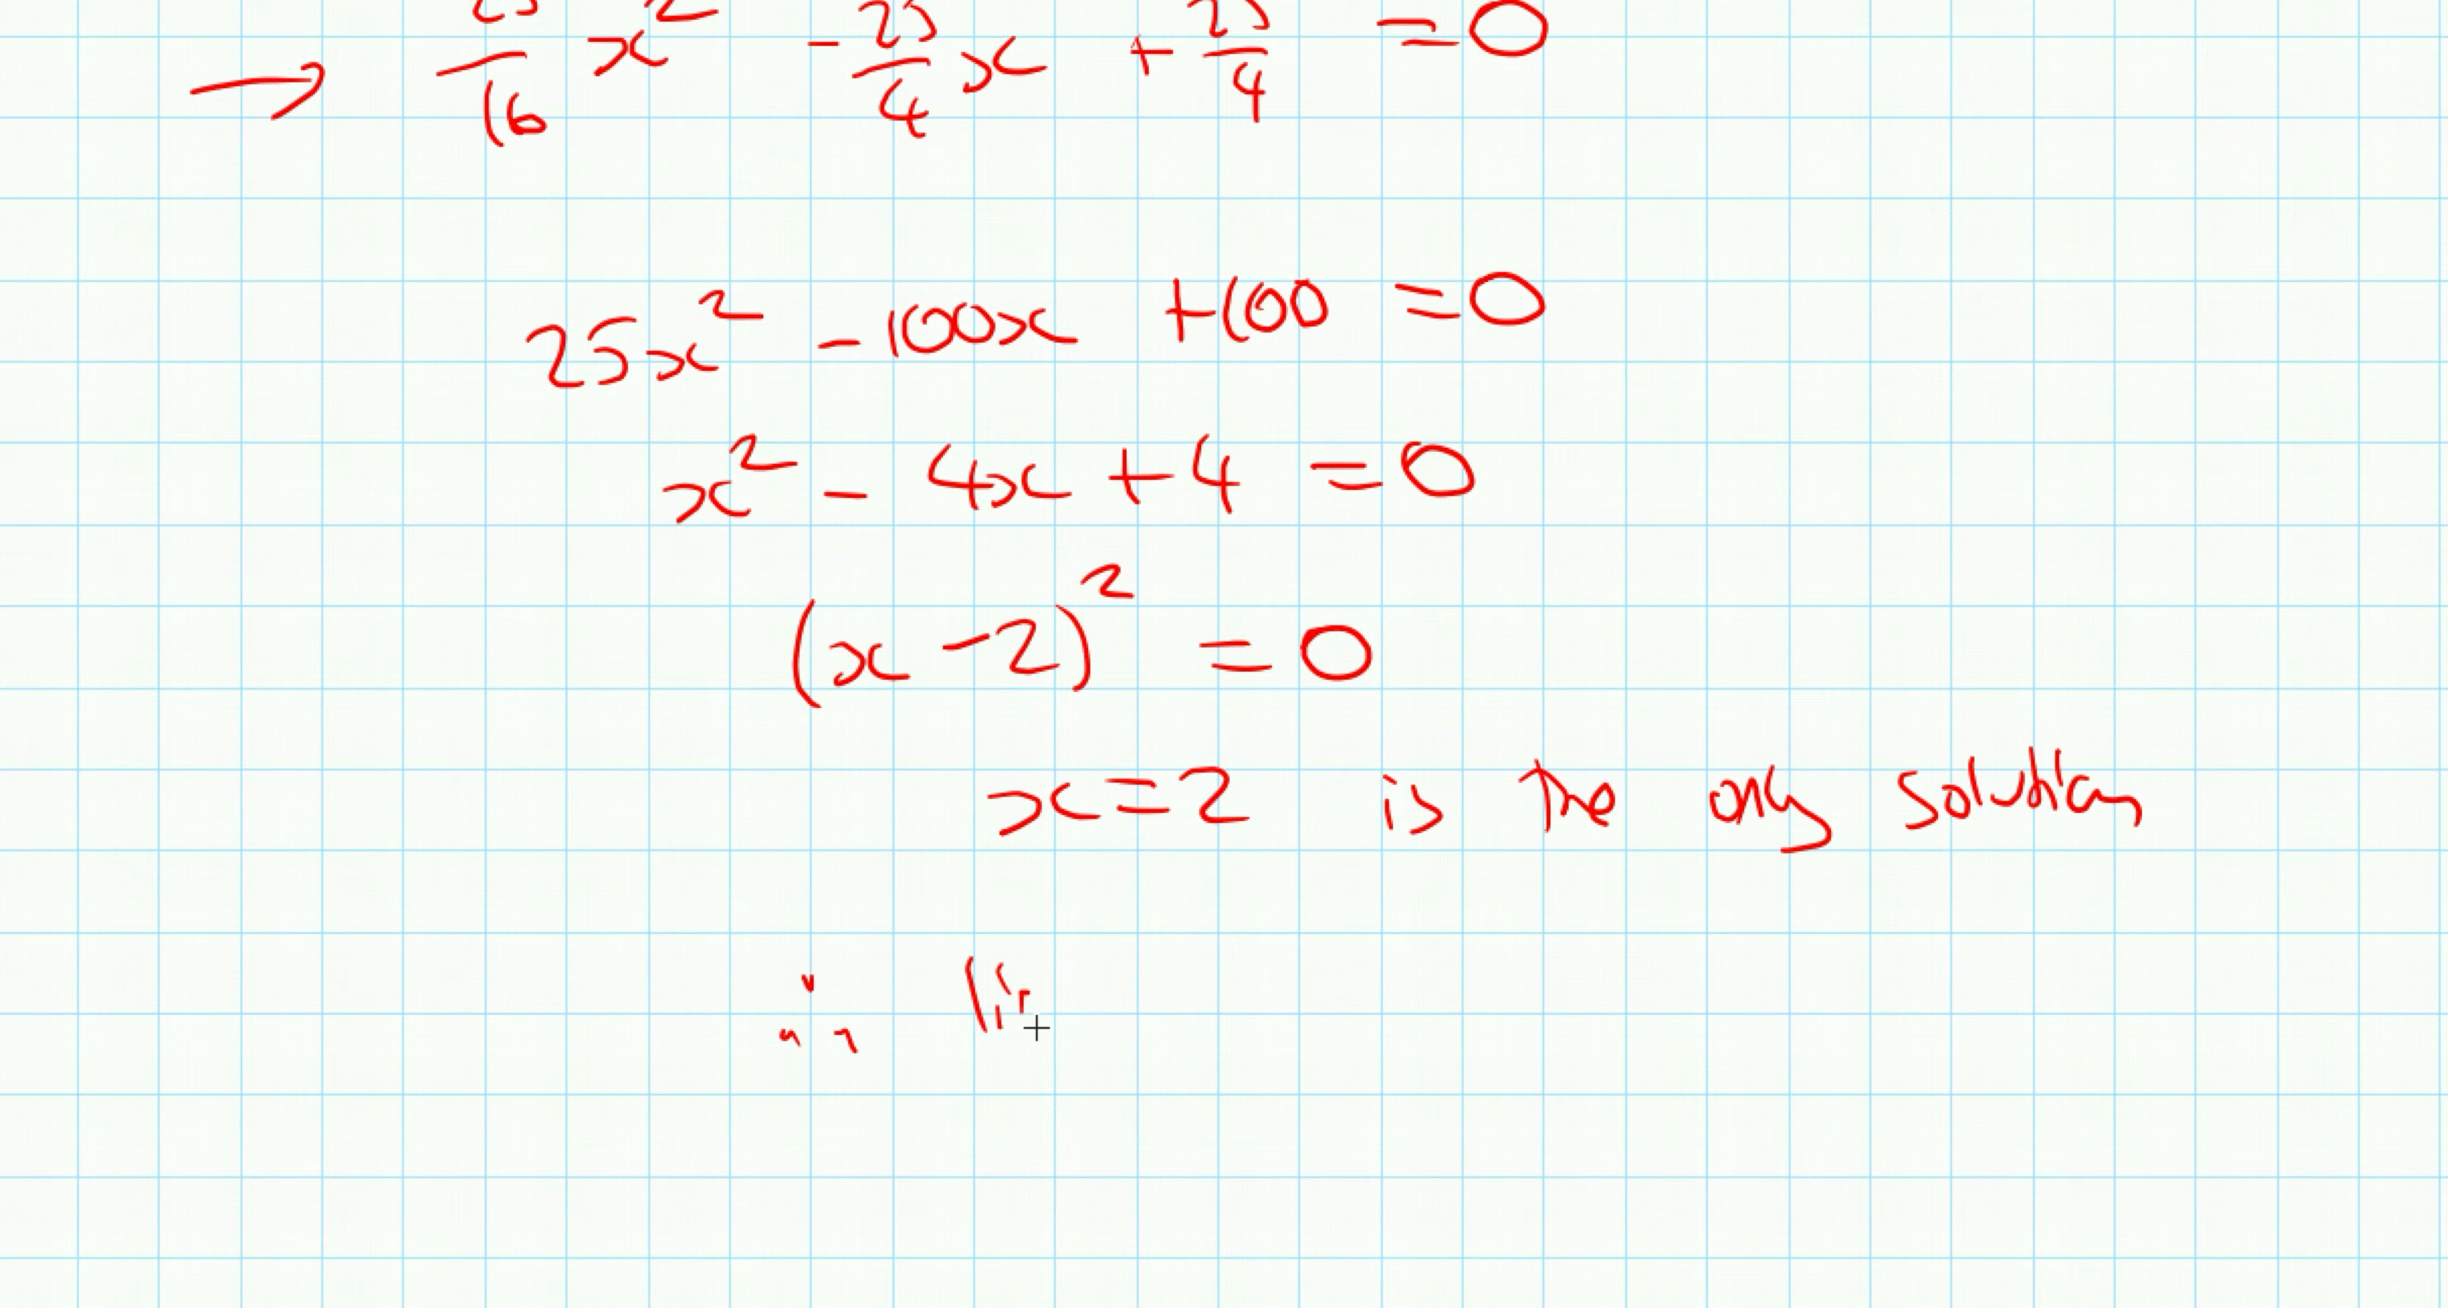 → 25/16 x² - 25/4 x + 25/4 = 0
25x² - 100x + 100 = 0
x² - 4x + 4 = 0
(x - 2)² = 0
x = 2 is the only solution
∴ lin